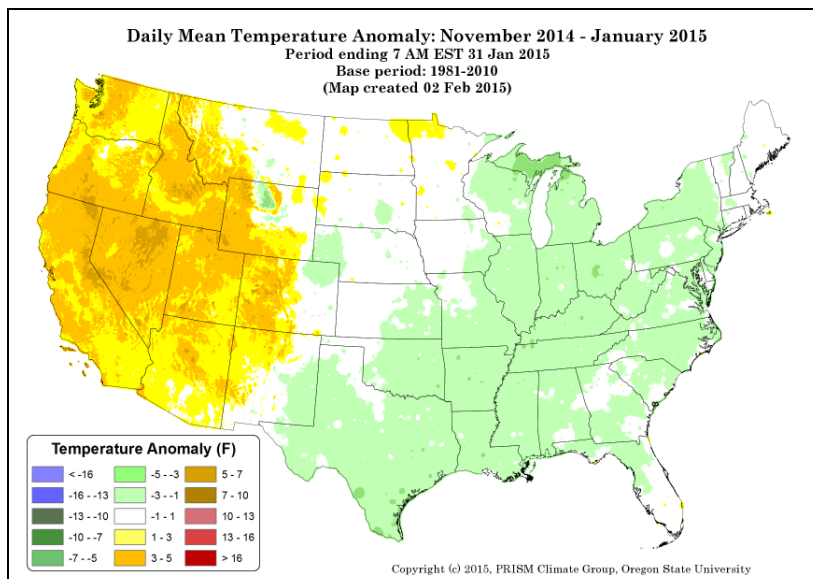 Daily Mean Temperature Anomaly: November 2014 - January 2015
Period ending 7 AM EST 31 Jan 2015
Base period: 1981-2010
(Map created 02 Feb 2015)
Temperature Anomaly (F)
< -16
-16 - -13
-13 - -10
-10 - -7
-7 - -5
-5 - -3
-3 - -1
-1 - 1
1 - 3
3 - 5
5 - 7
7 - 10
10 - 13
13 - 16
> 16
Copyright (c) 2015, PRISM Climate Group, Oregon State University